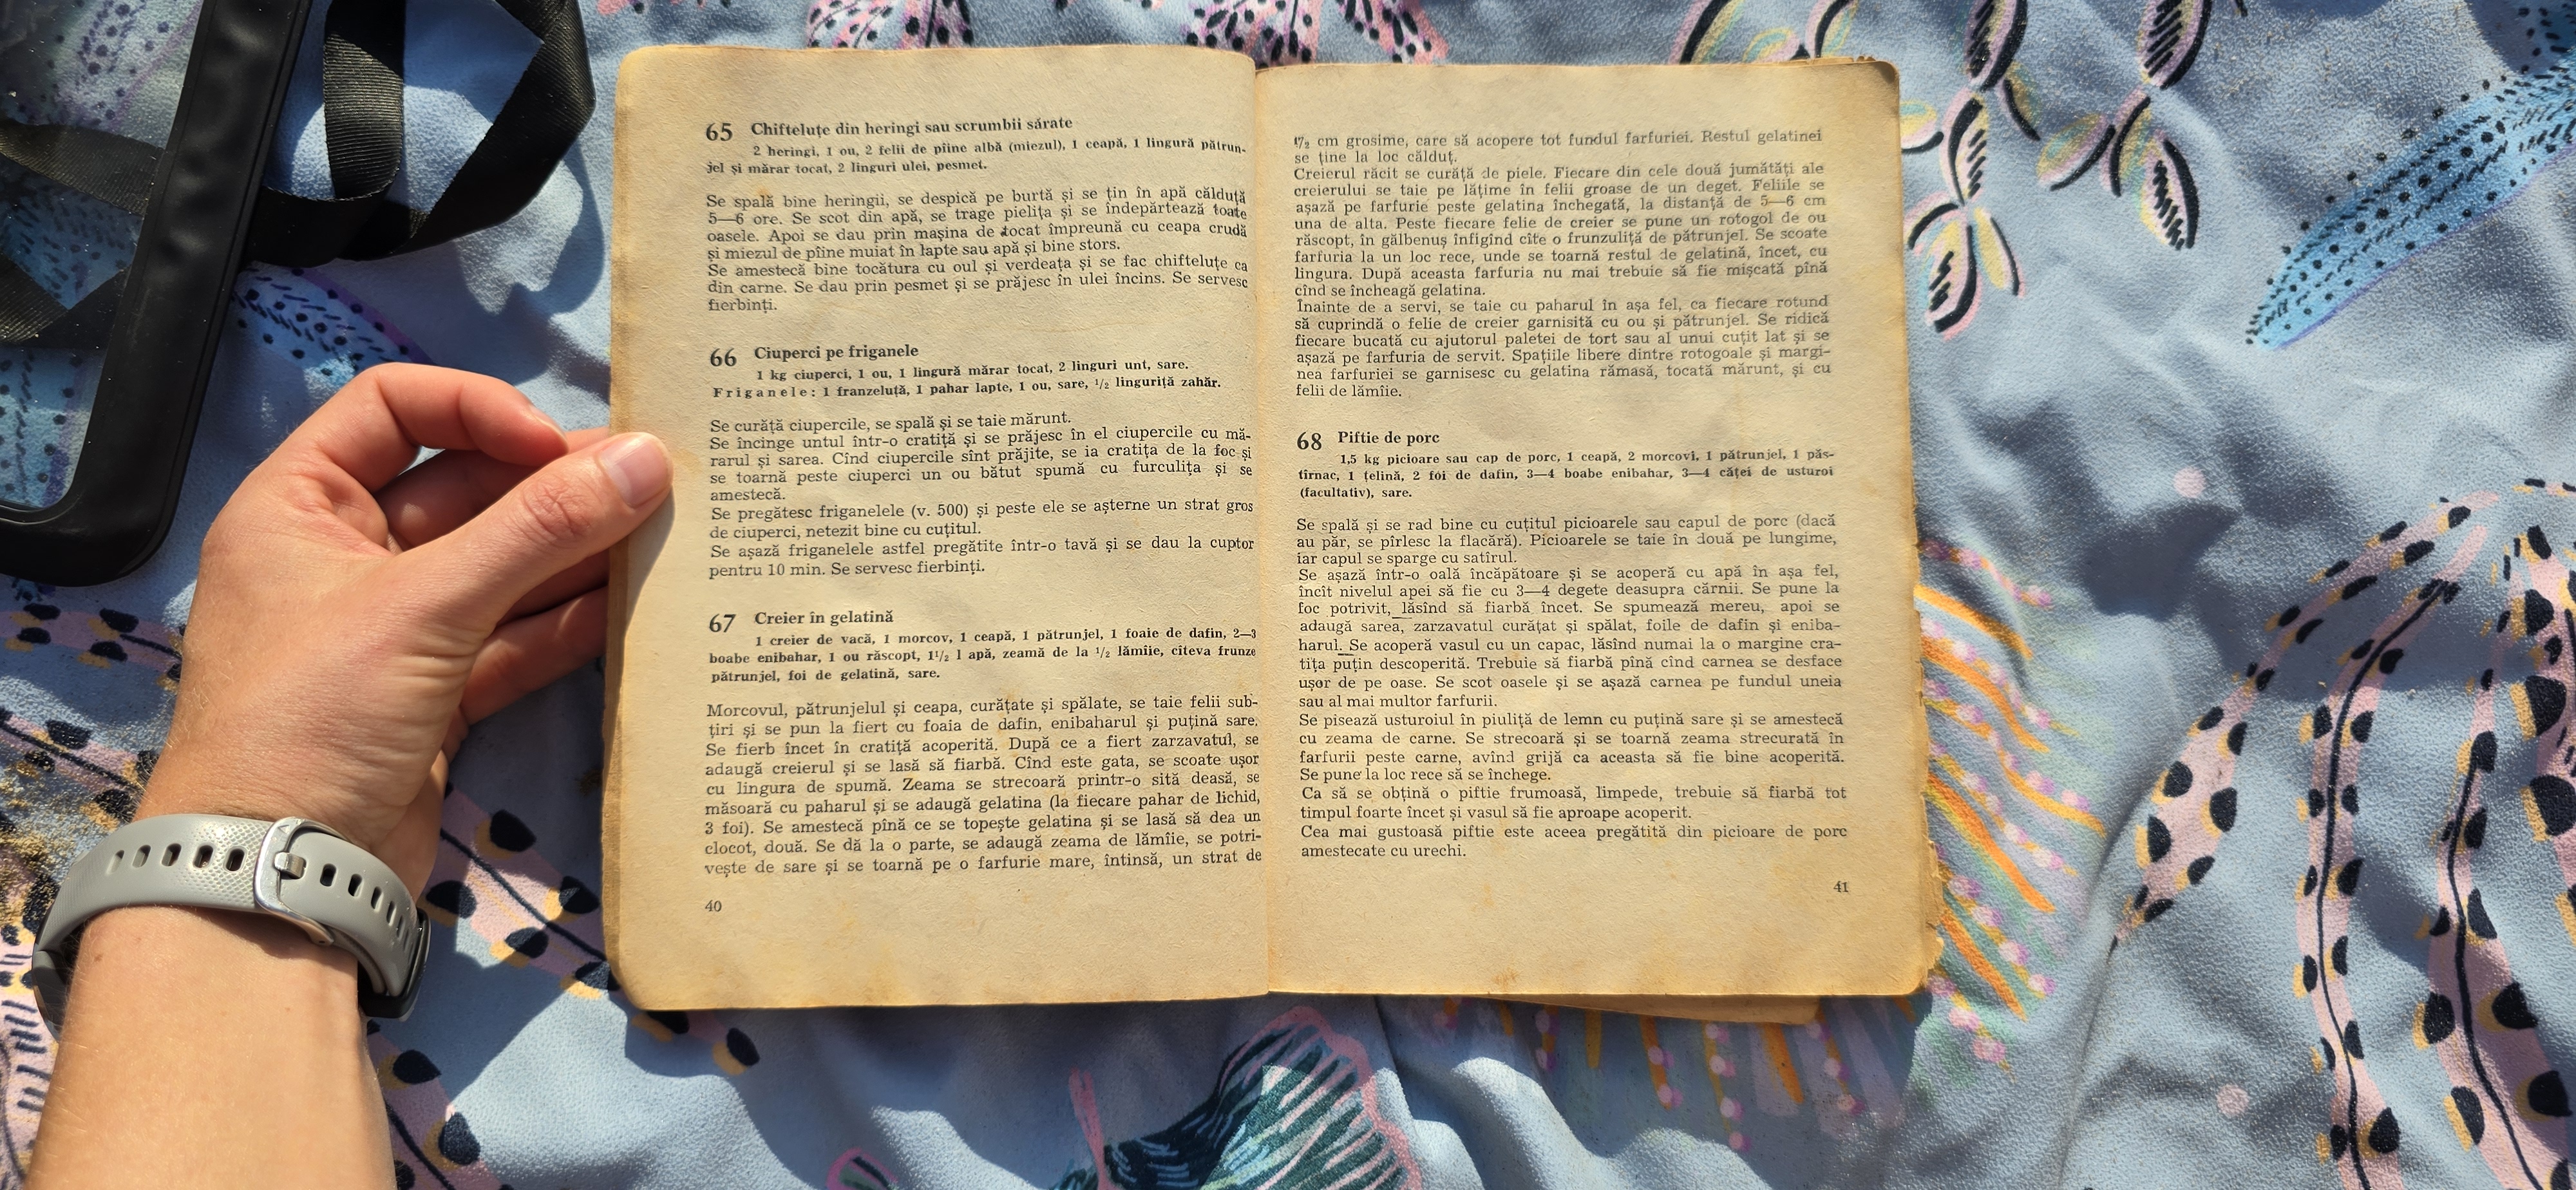 65 Chifteluțe din heringi sau scrumbii sărate
2 heringi, 1 ou, 2 felii de pîine albă (miezul), 1 ceapă, 1 lingură pătrun-
jel și mărar tocat, 2 linguri ulei, pesmet.
Se spală bine heringii, se despică pe burtă și se țin în apă călduță
5—6 ore. Se scot din apă, se trage pielița și se îndepărtează toate
oasele. Apoi se dau prin mașina de tocat împreună cu ceapa crudă
și miezul de pîine muiat în lapte sau apă și bine stors.
Se amestecă bine tocătura cu oul și verdeața și se fac chifteluțe ca
din carne. Se dau prin pesmet și se prăjesc în ulei încins. Se servesc
fierbinți.
66 Ciuperci pe friganele
1 kg ciuperci, 1 ou, 1 lingură mărar tocat, 2 linguri unt, sare.
Friganele: 1 franzeluță, 1 pahar lapte, 1 ou, sare, 1/2 linguriță zahăr.
Se curăță ciupercile, se spală și se taie mărunt.
Se încinge untul într-o cratiță și se prăjesc în el ciupercile cu mă-
rarul și sarea. Cînd ciupercile sînt prăjite, se ia cratița de la foc și
se toarnă peste ciuperci un ou bătut spumă cu furculița și se
amestecă.
Se pregătesc friganelele (v. 500) și peste ele se așterne un strat gros
de ciuperci, netezit bine cu cuțitul.
Se așază friganelele astfel pregătite într-o tavă și se dau la cuptor
pentru 10 min. Se servesc fierbinți.
67 Creier în gelatină
1 creier de vacă, 1 morcov, 1 ceapă, 1 pătrunjel, 1 foaie de dafin, 2—3
boabe enibahar, 1 ou răscopt, 1 1/2 l apă, zeamă de la 1/2 lămîie, cîteva frunze
pătrunjel, foi de gelatină, sare.
Morcovul, pătrunjelul și ceapa, curățate și spălate, se taie felii sub-
țiri și se pun la fiert cu foaia de dafin, enibaharul și puțină sare.
Se fierb încet în cratiță acoperită. După ce a fiert zarzavatul, se
adaugă creierul și se lasă să fiarbă. Cînd este gata, se scoate ușor
cu lingura de spumă. Zeama se strecoară printr-o sită deasă, se
măsoară cu paharul și se adaugă gelatina (la fiecare pahar de lichid,
3 foi). Se amestecă pînă ce se topește gelatina și se lasă să dea un
clocot, două. Se dă la o parte, se adaugă zeama de lămîie, se potri-
vește de sare și se toarnă pe o farfurie mare, întinsă, un strat de
40
1/2 cm grosime, care să acopere tot fundul farfuriei. Restul gelatinei
se ține la loc călduț.
Creierul răcit se curăță de piele. Fiecare din cele două jumătăți ale
creierului se taie pe lățime în felii groase de un deget. Feliile se
așază pe farfurie peste gelatina închegată, la distanță de 5—6 cm
una de alta. Peste fiecare felie de creier se pune un rotogol de ou
răscopt, în gălbenuș înfigînd cîte o frunzuliță de pătrunjel. Se scoate
farfuria la un loc rece, unde se toarnă restul de gelatină, încet, cu
lingura. După aceasta farfuria nu mai trebuie să fie mișcată pînă
cînd se încheagă gelatina.
Înainte de a servi, se taie cu paharul în așa fel, ca fiecare rotund
să cuprindă o felie de creier garnisită cu ou și pătrunjel. Se ridică
fiecare bucată cu ajutorul paletei de tort sau al unui cuțit lat și se
așază pe farfuria de servit. Spațiile libere dintre rotogoale și margi-
nea farfuriei se garnisesc cu gelatina rămasă, tocată mărunt, și cu
felii de lămîie.
68 Piftie de porc
1,5 kg picioare sau cap de porc, 1 ceapă, 2 morcovi, 1 pătrunjel, 1 păs-
tîrnac, 1 țelină, 2 foi de dafin, 3—4 boabe enibahar, 3—4 căței de usturoi
(facultativ), sare.
Se spală și se rad bine cu cuțitul picioarele sau capul de porc (dacă
au păr, se pîrlesc la flacără). Picioarele se taie în două pe lungime,
iar capul se sparge cu satîrul.
Se așază într-o oală încăpătoare și se acoperă cu apă în așa fel,
încît nivelul apei să fie cu 3—4 degete deasupra cărnii. Se pune la
foc potrivit, lăsînd să fiarbă încet. Se spumează mereu, apoi se
adaugă sarea, zarzavatul curățat și spălat, foile de dafin și eniba-
harul. Se acoperă vasul cu un capac, lăsînd numai la o margine cra-
tița puțin descoperită. Trebuie să fiarbă pînă cînd carnea se desface
ușor de pe oase. Se scot oasele și se așază carnea pe fundul uneia
sau al mai multor farfurii.
Se pisează usturoiul în piuliță de lemn cu puțină sare și se amestecă
cu zeama de carne. Se strecoară și se toarnă zeama strecurată în
farfurii peste carne, avînd grijă ca aceasta să fie bine acoperită.
Se pune la loc rece să se închege.
Ca să se obțină o piftie frumoasă, limpede, trebuie să fiarbă tot
timpul foarte încet și vasul să fie aproape acoperit.
Cea mai gustoasă piftie este aceea pregătită din picioare de porc
amestecate cu urechi.
41